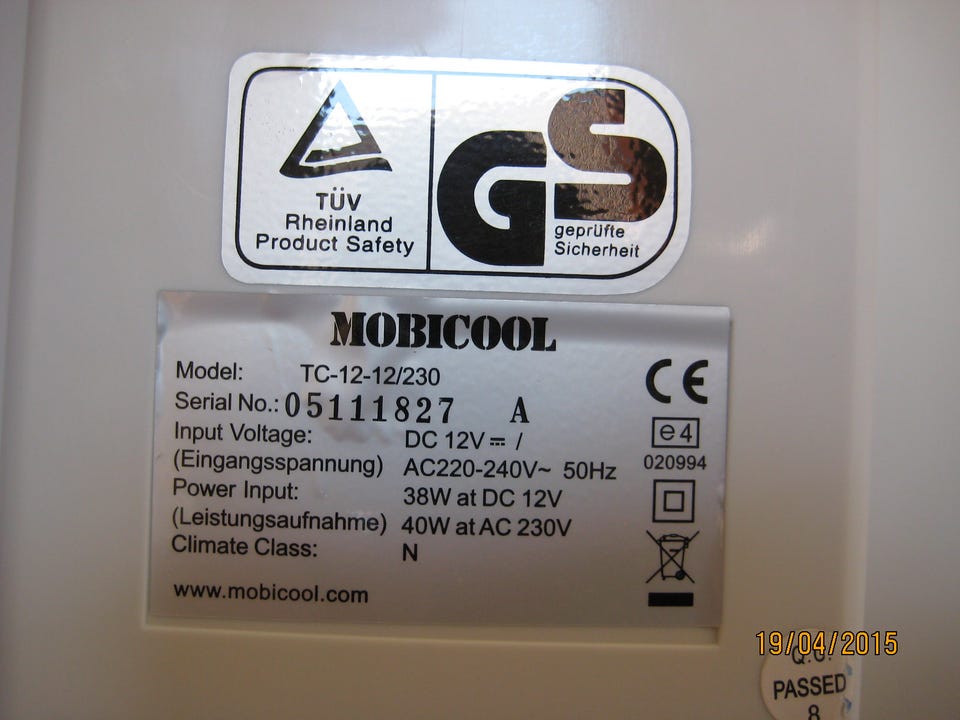 TÜV
Rheinland
Product Safety
GS
geprüfte
Sicherheit
MOBICOOL
Model: TC-12-12/230
Serial No.: 05111827 A
Input Voltage: DC 12V⎓ /
(Eingangsspannung) AC220-240V~ 50Hz
Power Input: 38W at DC 12V
(Leistungsaufnahme) 40W at AC 230V
Climate Class: N
www.mobicool.com
CE
e4
020994
19/04/2015
Q.C.
PASSED
8